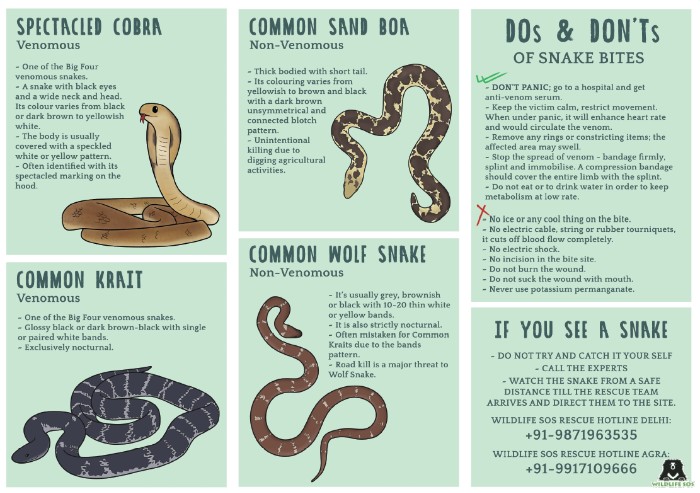 SPECTACLED COBRA
Venomous
- One of the Big Four
venomous snakes.
- A snake with black eyes
and a wide neck and head.
Its colour varies from black
or dark brown to yellowish
white.
- The body is usually
covered with a speckled
white or yellow pattern.
- Often identified with its
spectacled marking on the
hood.
COMMON KRAIT
Venomous
- One of the Big Four venomous snakes.
- Glossy black or dark brown-black with single
or paired white bands.
- Exclusively nocturnal.
COMMON SAND BOA
Non-Venomous
- Thick bodied with short tail.
- Its colouring varies from
yellowish to brown and black
with a dark brown
unsymmetrical and
connected blotch
pattern.
- Unintentional
killing due to
digging agricultural
activities.
COMMON WOLF SNAKE
Non-Venomous
- It's usually grey, brownish
or black with 10-20 thin white
or yellow bands.
- It is also strictly nocturnal.
- Often mistaken for Common
Kraits due to the bands
pattern.
- Road kill is a major threat to
Wolf Snake.
DOs & DON'Ts
OF SNAKE BITES
- DON'T PANIC; go to a hospital and get
anti-venom serum.
- Keep the victim calm, restrict movement.
When under panic, it will enhance heart rate
and would circulate the venom.
- Remove any rings or constricting items; the
affected area may swell.
- Stop the spread of venom - bandage firmly,
splint and immobilise. A compression bandage
should cover the entire limb with the splint.
- Do not eat or to drink water in order to keep
metabolism at low rate.
- No ice or any cool thing on the bite.
- No electric cable, string or rubber tourniquets,
it cuts off blood flow completely.
- No electric shock.
- No incision in the bite site.
- Do not burn the wound.
- Do not suck the wound with mouth.
- Never use potassium permanganate.
IF YOU SEE A SNAKE
- DO NOT TRY AND CATCH IT YOUR SELF
- CALL THE EXPERTS
- WATCH THE SNAKE FROM A SAFE
DISTANCE TILL THE RESCUE TEAM
ARRIVES AND DIRECT THEM TO THE SITE.
WILDLIFE SOS RESCUE HOTLINE DELHI:
+91-9871963535
WILDLIFE SOS RESCUE HOTLINE AGRA:
+91-9917109666
WILDLIFE SOS